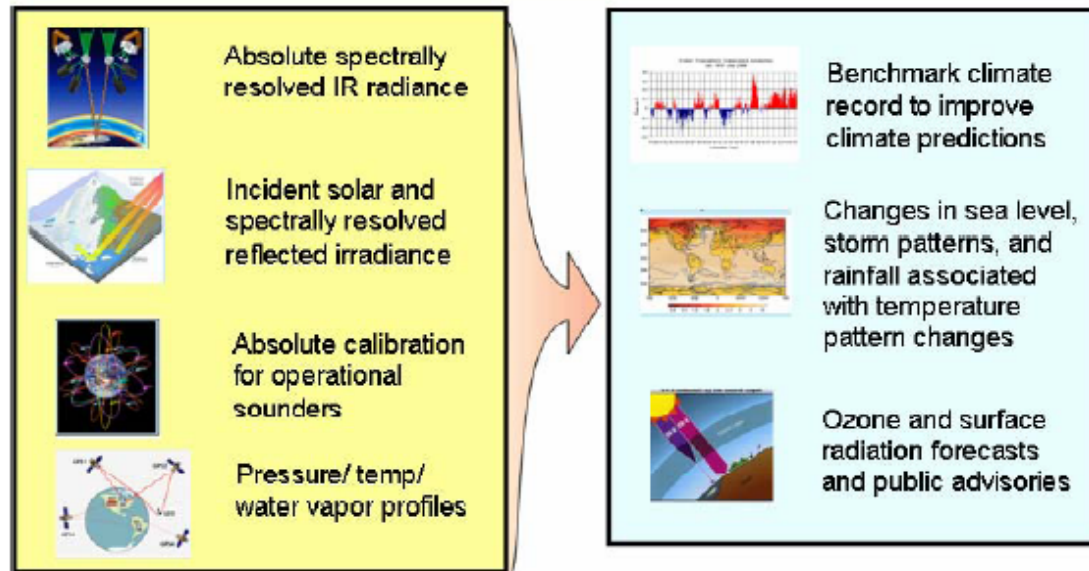 Absolute spectrally
resolved IR radiance
Incident solar and
spectrally resolved
reflected irradiance
Absolute calibration
for operational
sounders
Pressure/ temp/
water vapor profiles
Benchmark climate
record to improve
climate predictions
Changes in sea level,
storm patterns, and
rainfall associated
with temperature
pattern changes
Ozone and surface
radiation forecasts
and public advisories